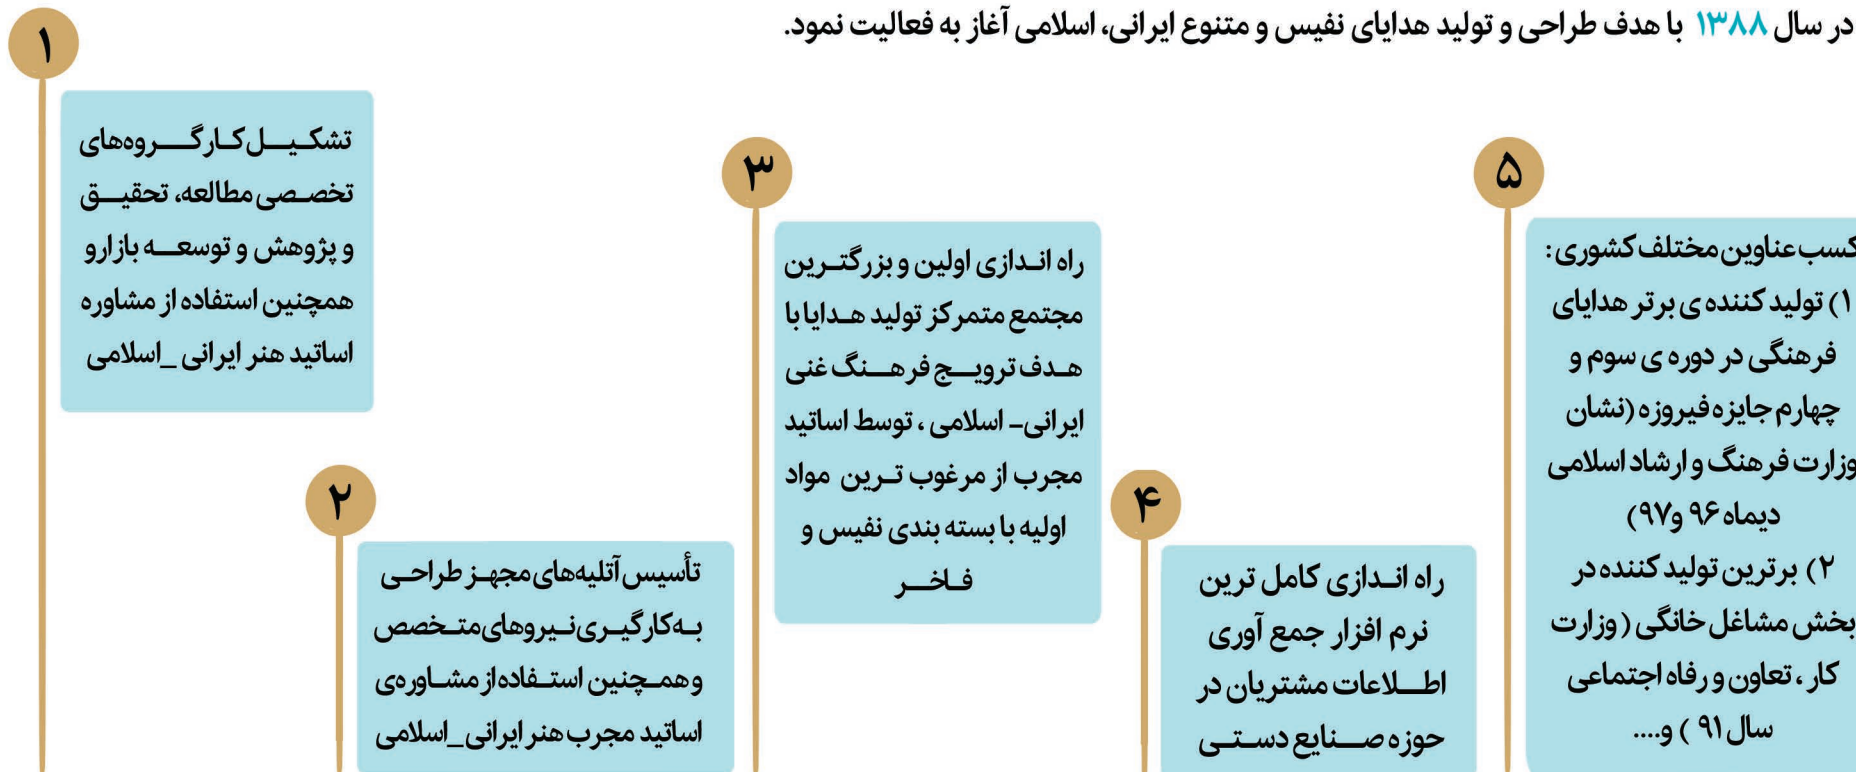 در سال ۱۳۸۸ با هدف طراحی و تولید هدایای نفیس و متنوع ایرانی، اسلامی آغاز به فعالیت نمود.
۱
تشکیل کارگروه‌های
تخصصی مطالعه، تحقیق
و پژوهش و توسعه بازارو
همچنین استفاده از مشاوره
اساتید هنر ایرانی _اسلامی
۲
تأسیس آتلیه‌های مجهز طراحی
به‌کارگیری نیروهای متخصص
و همچنین استفاده از مشاوره‌ی
اساتید مجرب هنر ایرانی_اسلامی
۳
راه اندازی اولین و بزرگترین
مجتمع متمرکز تولید هدایا با
هدف ترویج فرهنگ غنی
ایرانی- اسلامی ، توسط اساتید
مجرب از مرغوب ترین مواد
اولیه با بسته بندی نفیس و
فاخر
۴
راه اندازی کامل ترین
نرم افزار جمع آوری
اطلاعات مشتریان در
حوزه صنایع دستی
۵
کسب عناوین مختلف کشوری :
۱) تولید کننده ی برتر هدایای
فرهنگی در دوره ی سوم و
چهارم جایزه فیروزه (نشان
وزارت فرهنگ و ارشاد اسلامی
دیماه ۹۶ و۹۷)
۲) برترین تولید کننده در
بخش مشاغل خانگی ( وزارت
کار ، تعاون و رفاه اجتماعی
سال ۹۱ ) و....